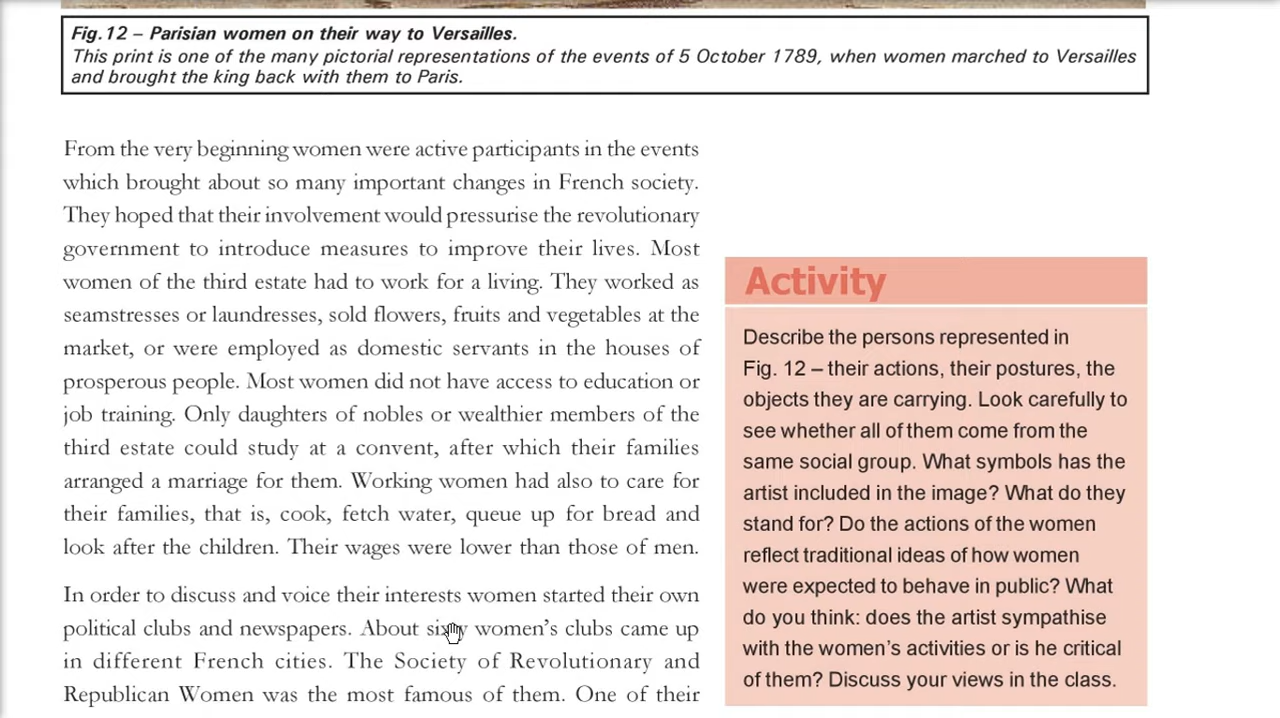 Fig.12 – Parisian women on their way to Versailles.
This print is one of the many pictorial representations of the events of 5 October 1789, when women marched to Versailles
and brought the king back with them to Paris.
From the very beginning women were active participants in the events
which brought about so many important changes in French society.
They hoped that their involvement would pressurise the revolutionary
government to introduce measures to improve their lives. Most
women of the third estate had to work for a living. They worked as
seamstresses or laundresses, sold flowers, fruits and vegetables at the
market, or were employed as domestic servants in the houses of
prosperous people. Most women did not have access to education or
job training. Only daughters of nobles or wealthier members of the
third estate could study at a convent, after which their families
arranged a marriage for them. Working women had also to care for
their families, that is, cook, fetch water, queue up for bread and
look after the children. Their wages were lower than those of men.
In order to discuss and voice their interests women started their own
political clubs and newspapers. About sixty women's clubs came up
in different French cities. The Society of Revolutionary and
Republican Women was the most famous of them. One of their
Activity
Describe the persons represented in
Fig. 12 – their actions, their postures, the
objects they are carrying. Look carefully to
see whether all of them come from the
same social group. What symbols has the
artist included in the image? What do they
stand for? Do the actions of the women
reflect traditional ideas of how women
were expected to behave in public? What
do you think: does the artist sympathise
with the women's activities or is he critical
of them? Discuss your views in the class.